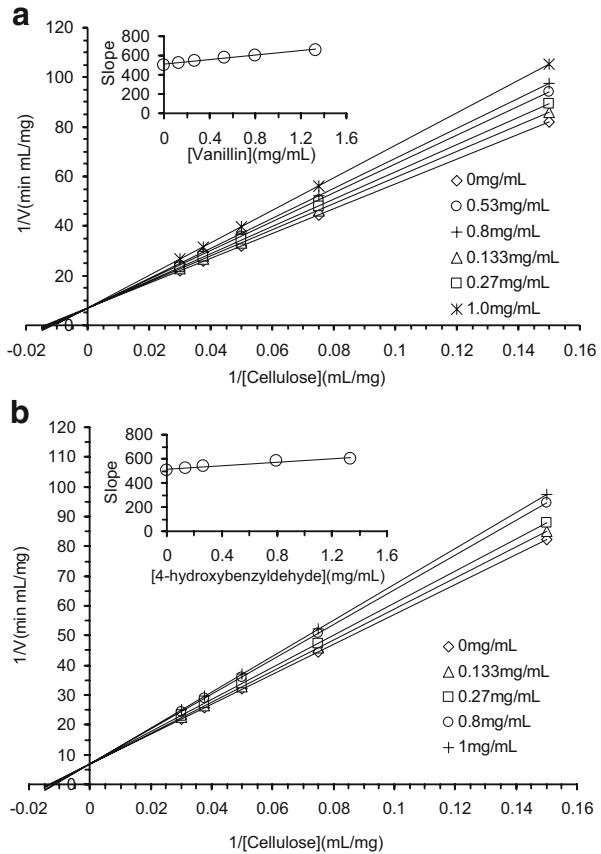 a
120
100
80
60
40
20
0
1/V(min mL/mg)
-0.02 0 0.02 0.04 0.06 0.08 0.1 0.12 0.14 0.16
1/[Cellulose](mL/mg)
800
600
400
200
0
Slope
0 0.4 0.8 1.2 1.6
[Vanillin](mg/mL)
0mg/mL
0.53mg/mL
0.8mg/mL
0.133mg/mL
0.27mg/mL
1.0mg/mL
b
120
100
90
80
70
60
50
40
30
20
10
0
1/V(min mL/mg)
-0.02 0 0.02 0.04 0.06 0.08 0.1 0.12 0.14 0.16
1/[Cellulose](mL/mg)
800
600
400
200
0
Slope
0 0.4 0.8 1.2 1.6
[4-hydroxybenzyldehyde](mg/mL)
0mg/mL
0.133mg/mL
0.27mg/mL
0.8mg/mL
1mg/mL